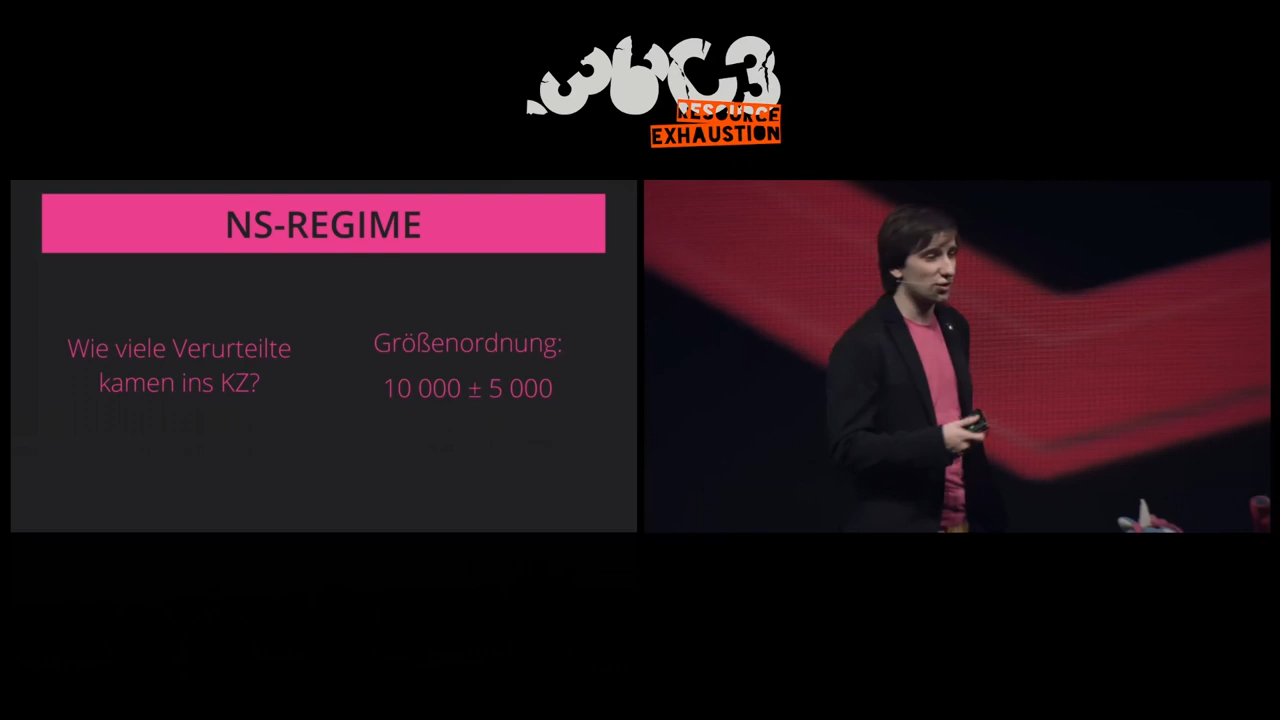 36C3
RESOURCE
EXHAUSTION
NS-REGIME
Wie viele Verurteilte
kamen ins KZ?
Größenordnung:
10 000 ± 5 000